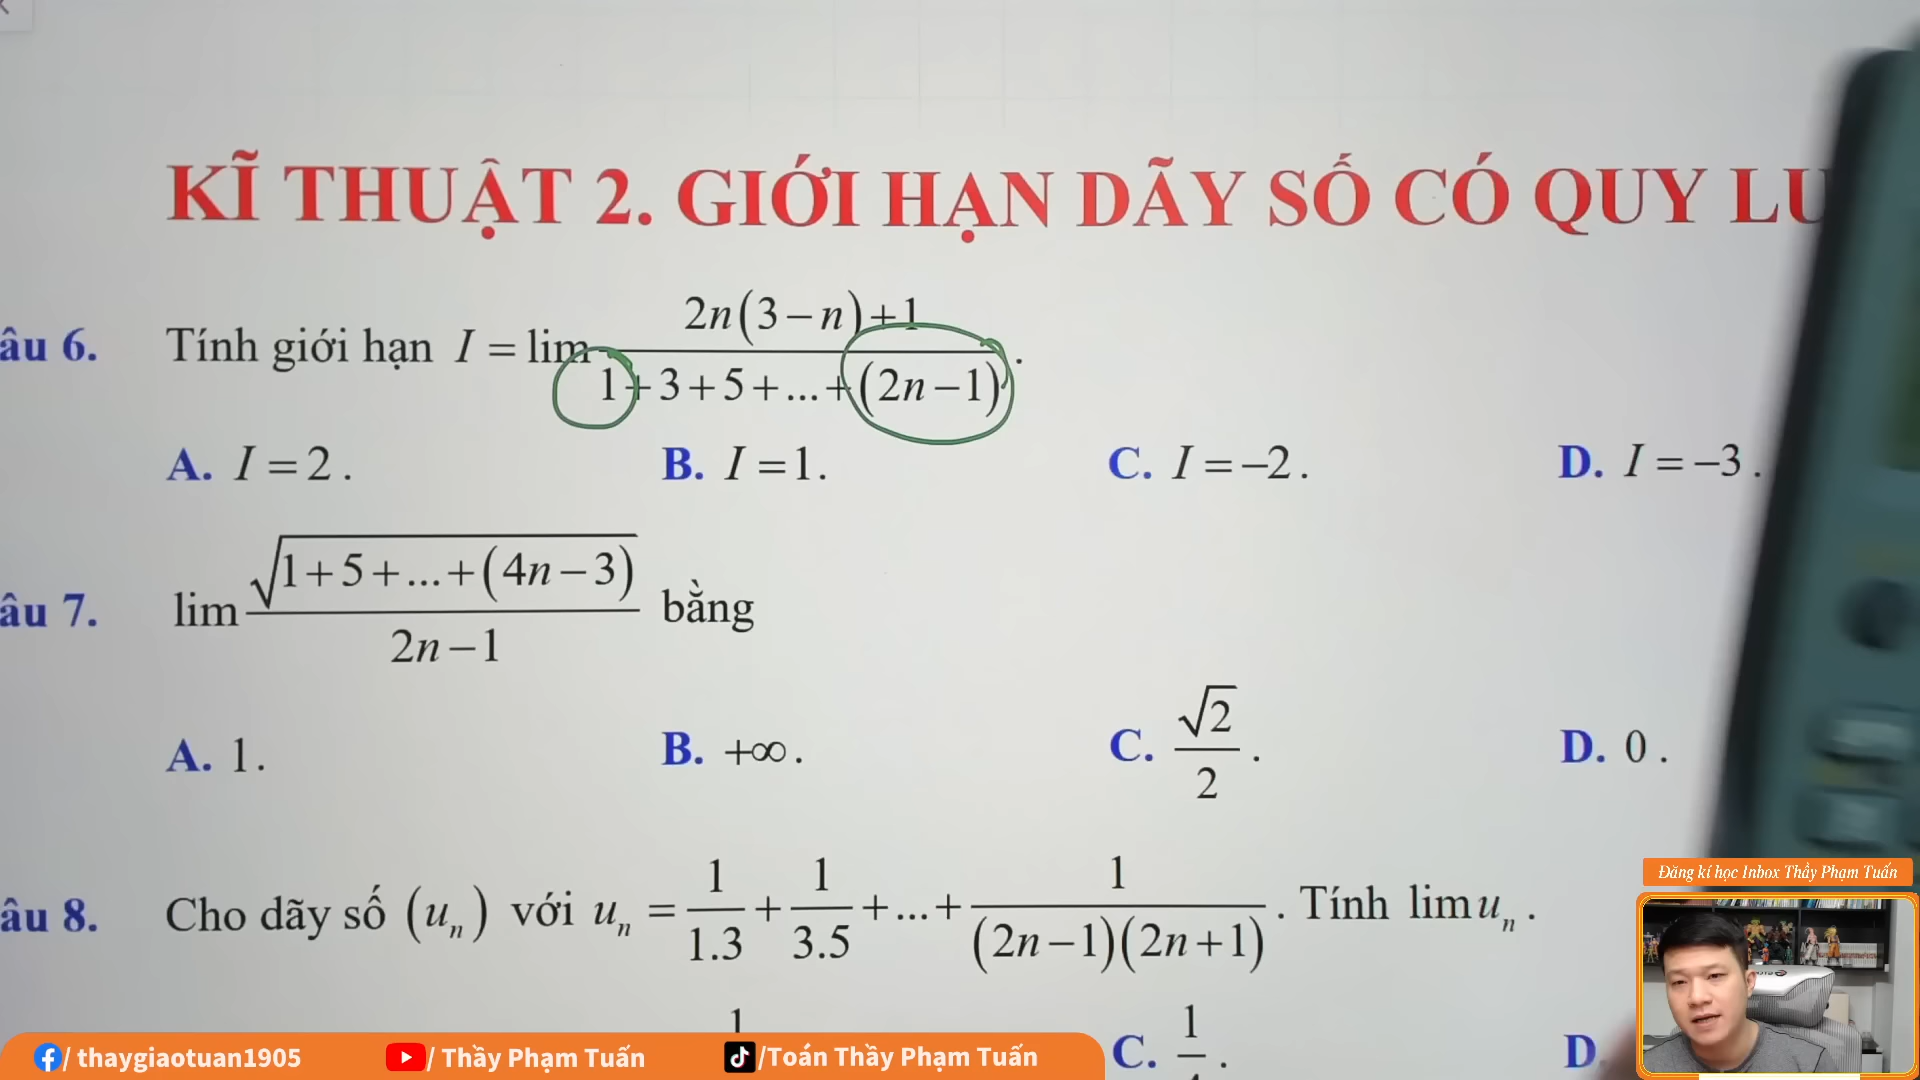 KĨ THUẬT 2. GIỚI HẠN DÃY SỐ CÓ QUY LU
âu 6. Tính giới hạn I = lim (2n(3−n)+1)/(1+3+5+...+(2n−1)).
A. I = 2. B. I = 1. C. I = −2. D. I = −3.
âu 7. lim √(1+5+...+(4n−3))/(2n−1) bằng
A. 1. B. +∞. C. √2/2. D. 0.
âu 8. Cho dãy số (uₙ) với uₙ = 1/1.3 + 1/3.5 + ... + 1/((2n−1)(2n+1)). Tính lim uₙ.
1 C. 1/ . D.
Đăng kí học Inbox Thầy Phạm Tuấn
/ thaygiaotuan1905 / Thầy Phạm Tuấn /Toán Thầy Phạm Tuấn